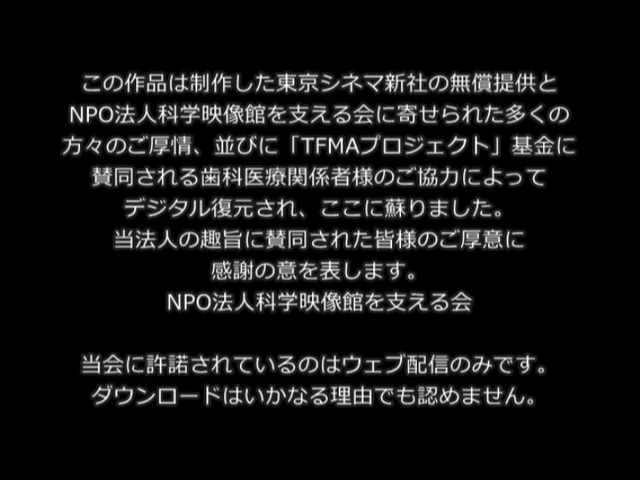 この作品は制作した東京シネマ新社の無償提供と
NPO法人科学映像館を支える会に寄せられた多くの
方々のご厚情、並びに「TFMAプロジェクト」基金に
賛同される歯科医療関係者様のご協力によって
デジタル復元され、ここに蘇りました。
当法人の趣旨に賛同された皆様のご厚意に
感謝の意を表します。
NPO法人科学映像館を支える会
当会に許諾されているのはウェブ配信のみです。
ダウンロードはいかなる理由でも認めません。